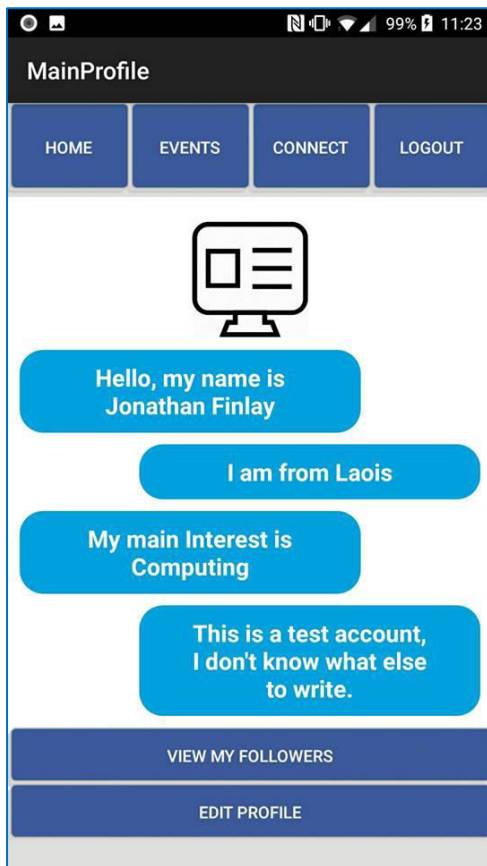 99% 11:23
MainProfile
HOME EVENTS CONNECT LOGOUT
Hello, my name is
Jonathan Finlay
I am from Laois
My main Interest is
Computing
This is a test account,
I don't know what else
to write.
VIEW MY FOLLOWERS
EDIT PROFILE